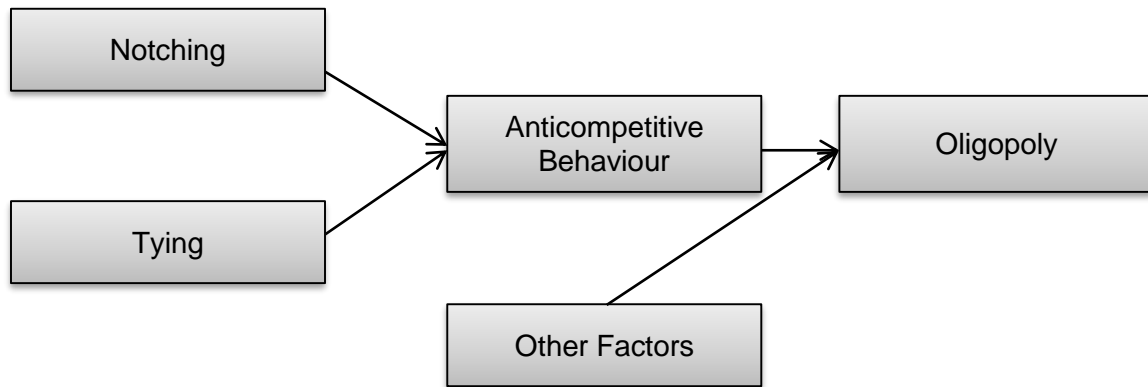 Notching
Anticompetitive
Behaviour
Oligopoly
Tying
Other Factors